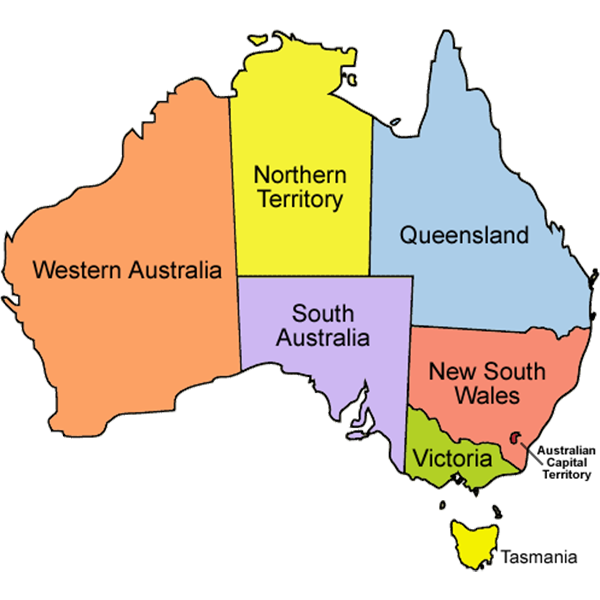 Northern
Territory
Queensland
Western Australia
South
Australia
New South
Wales
Victoria
Australian
Capital
Territory
Tasmania